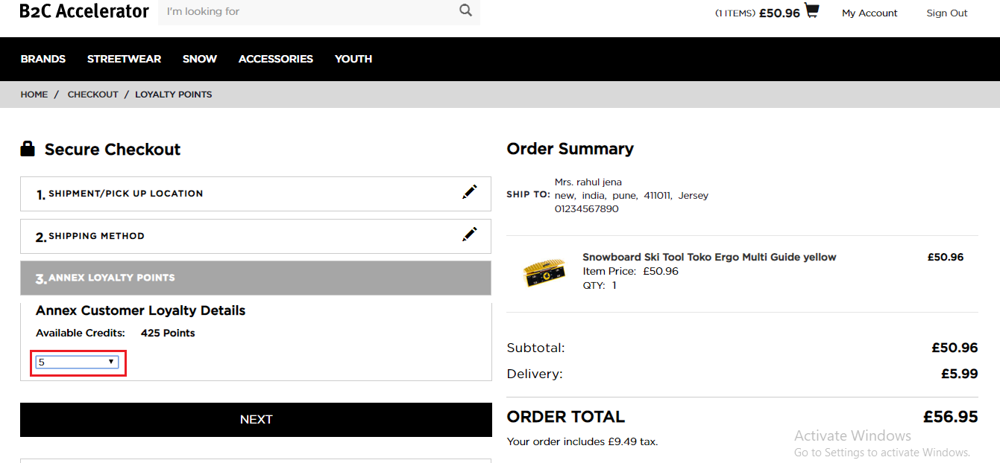 B2C Accelerator
I'm looking for
(1 ITEMS) £50.96
My Account
Sign Out
BRANDS STREETWEAR SNOW ACCESSORIES YOUTH
HOME / CHECKOUT / LOYALTY POINTS
Secure Checkout
1. SHIPMENT/PICK UP LOCATION
2. SHIPPING METHOD
3. ANNEX LOYALTY POINTS
Annex Customer Loyalty Details
Available Credits: 425 Points
5
NEXT
Order Summary
SHIP TO:
Mrs. rahul jena
new, india, pune, 411011, Jersey
01234567890
Snowboard Ski Tool Toko Ergo Multi Guide yellow £50.96
Item Price: £50.96
QTY: 1
Subtotal: £50.96
Delivery: £5.99
ORDER TOTAL £56.95
Your order includes £9.49 tax.
Activate Windows
Go to Settings to activate Windows.